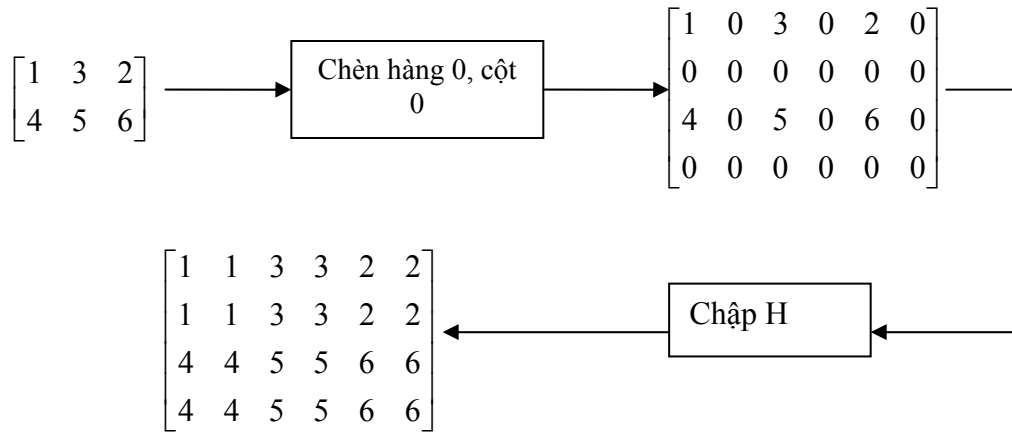 1 3 2
4 5 6
Chèn hàng 0, cột
0
1 0 3 0 2 0
0 0 0 0 0 0
4 0 5 0 6 0
0 0 0 0 0 0
1 1 3 3 2 2
1 1 3 3 2 2
4 4 5 5 6 6
4 4 5 5 6 6
Chập H